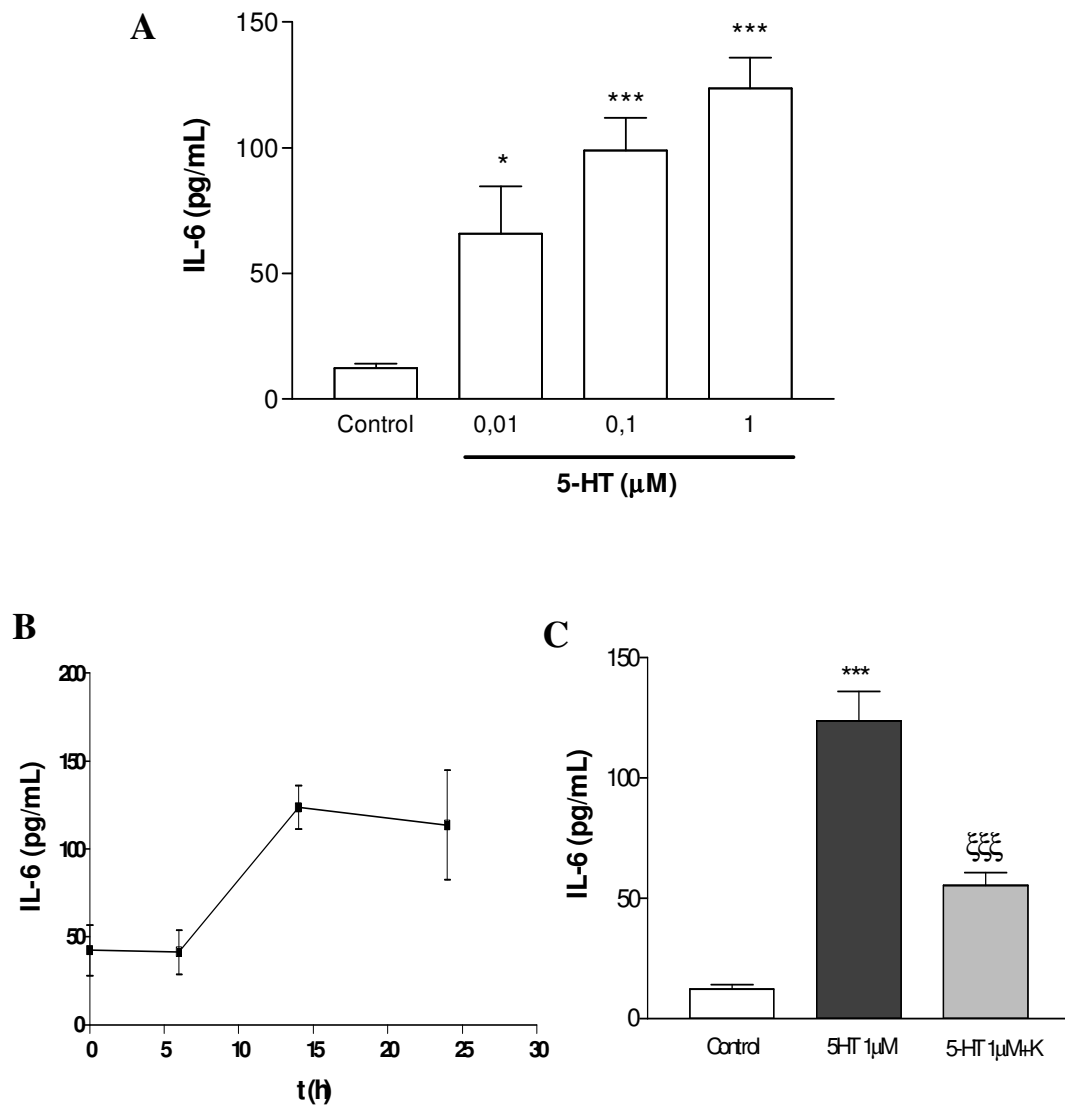 A
150
100
50
0
IL-6 (pg/mL)
*
***
***
Control 0,01 0,1 1
5-HT (μM)
B
200
150
100
50
0
IL-6 (pg/mL)
0 5 10 15 20 25 30
t (h)
C
150
100
50
0
IL-6 (pg/mL)
***
ξξξ
Control 5HT 1μM 5-HT 1μM+K